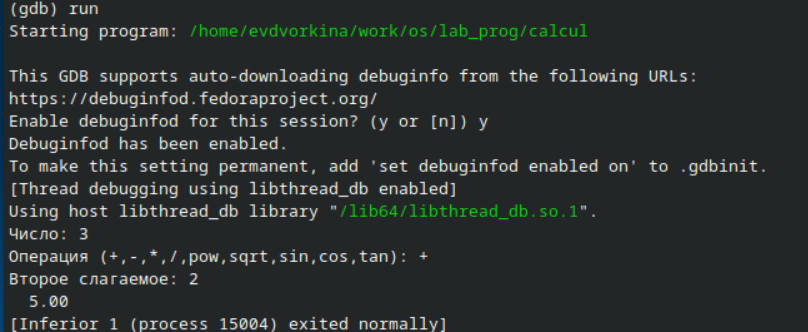 (gdb) run
Starting program: /home/evdvorkina/work/os/lab_prog/calcul
This GDB supports auto-downloading debuginfo from the following URLs:
https://debuginfod.fedoraproject.org/
Enable debuginfod for this session? (y or [n]) y
Debuginfod has been enabled.
To make this setting permanent, add 'set debuginfod enabled on' to .gdbinit.
[Thread debugging using libthread_db enabled]
Using host libthread_db library "/lib64/libthread_db.so.1".
Число: 3
Операция (+,-,*,/,pow,sqrt,sin,cos,tan): +
Второе слагаемое: 2
  5.00
[Inferior 1 (process 15004) exited normally]